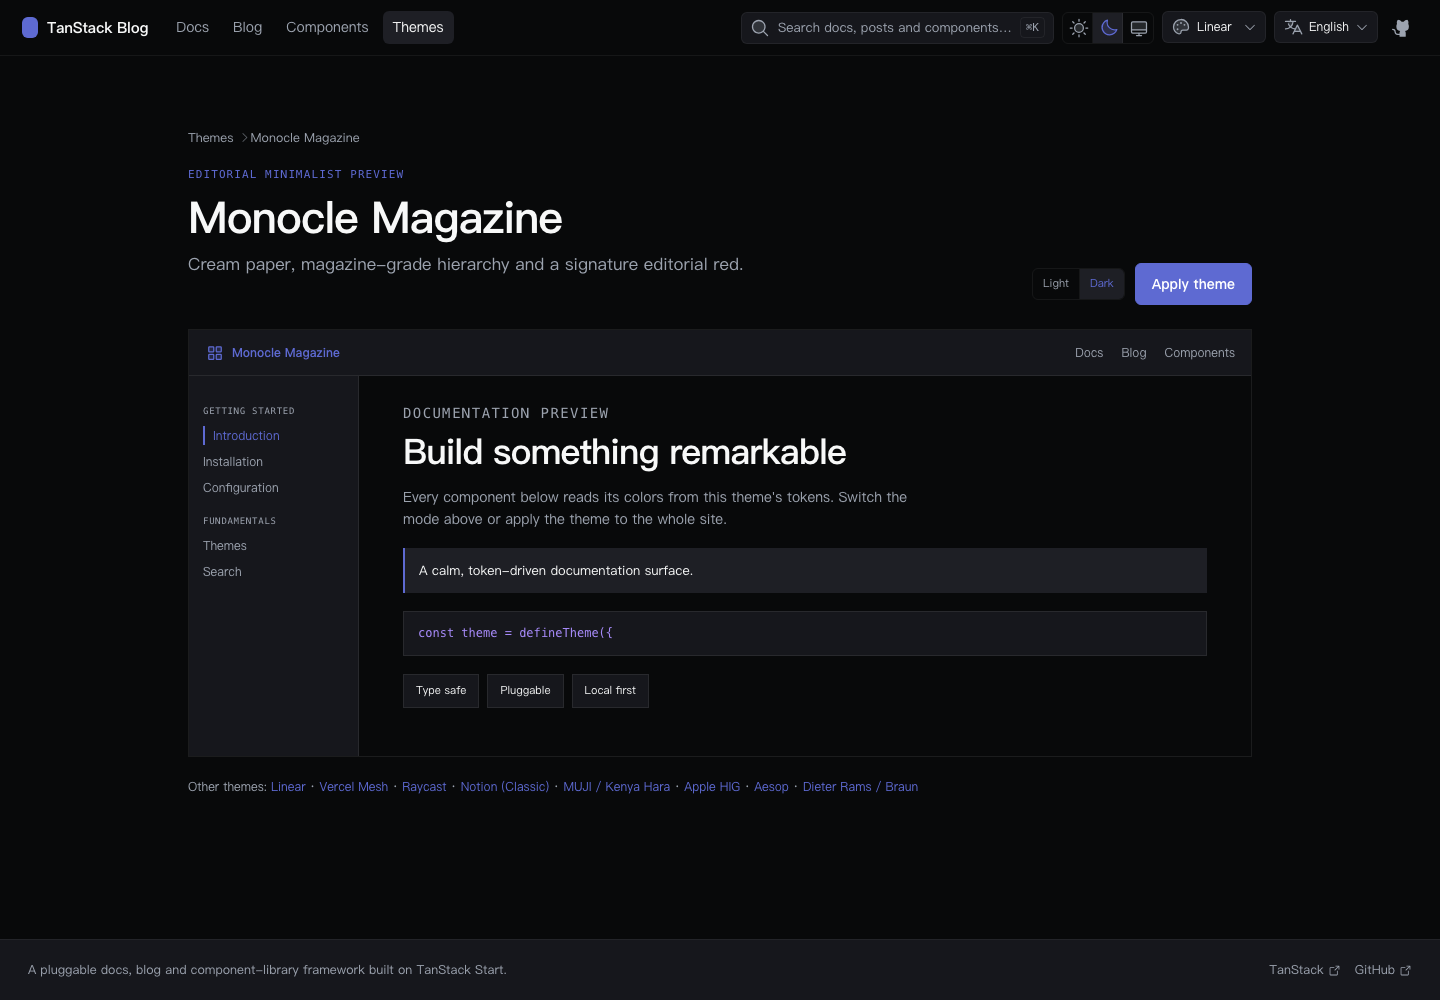 TanStack Blog Docs Blog Components Themes Search docs, posts and components... ⌘K Linear English
Themes Monocle Magazine
EDITORIAL MINIMALIST PREVIEW
Monocle Magazine
Cream paper, magazine-grade hierarchy and a signature editorial red.
Light Dark Apply theme
Monocle Magazine Docs Blog Components
GETTING STARTED
Introduction
Installation
Configuration
FUNDAMENTALS
Themes
Search
DOCUMENTATION PREVIEW
Build something remarkable
Every component below reads its colors from this theme's tokens. Switch the
mode above or apply the theme to the whole site.
A calm, token-driven documentation surface.
const theme = defineTheme({
Type safe Pluggable Local first
Other themes: Linear · Vercel Mesh · Raycast · Notion (Classic) · MUJI / Kenya Hara · Apple HIG · Aesop · Dieter Rams / Braun
A pluggable docs, blog and component-library framework built on TanStack Start. TanStack GitHub